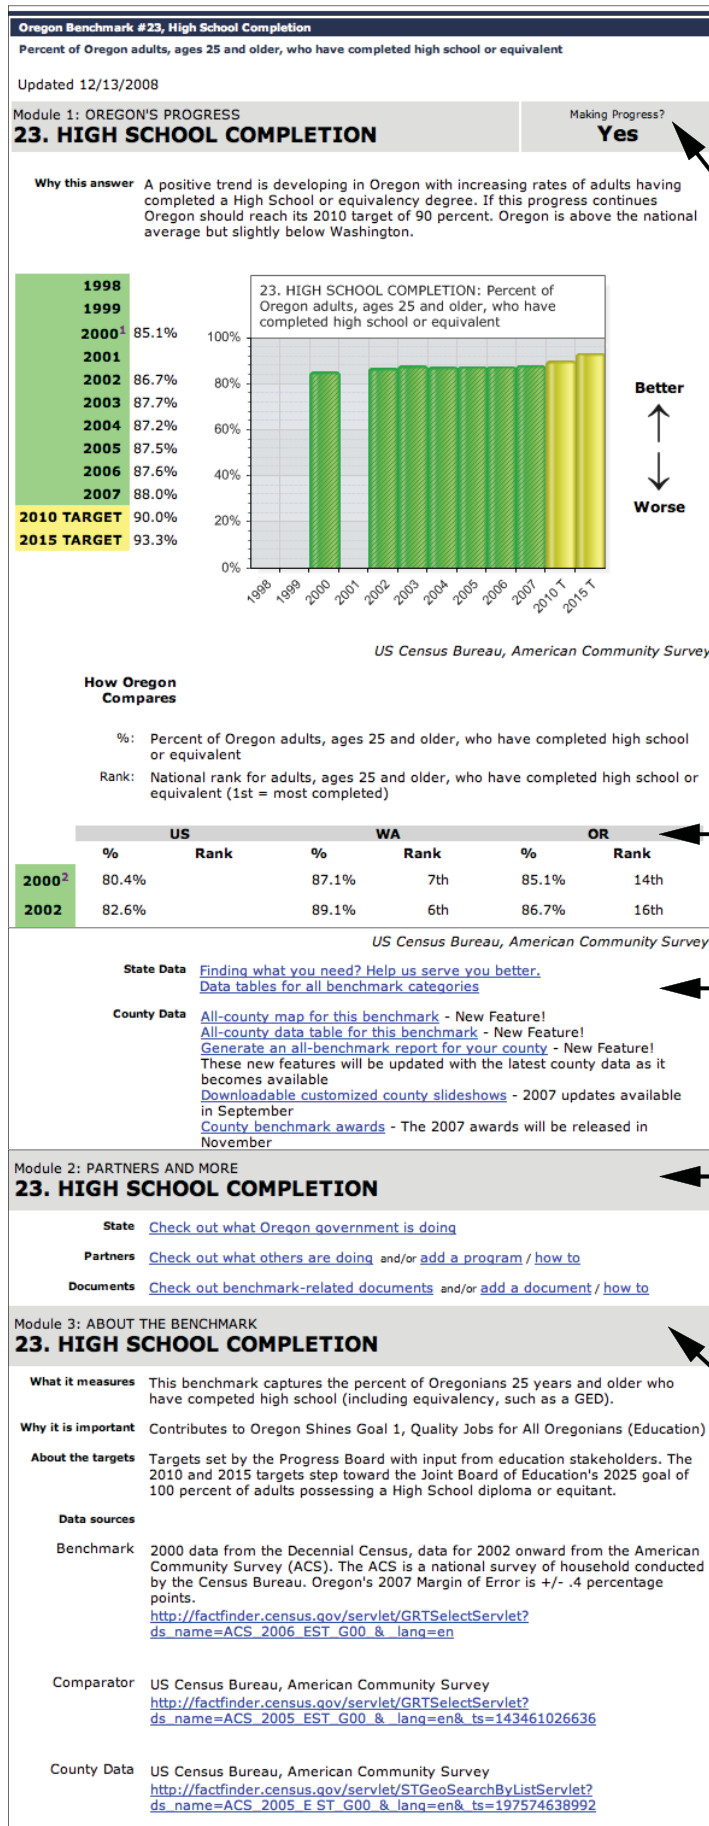 Oregon Benchmark #23, High School Completion
Percent of Oregon adults, ages 25 and older, who have completed high school or equivalent
Updated 12/13/2008
Module 1: OREGON'S PROGRESS
23. HIGH SCHOOL COMPLETION
Making Progress?
Yes
Why this answer A positive trend is developing in Oregon with increasing rates of adults having
completed a High School or equivalency degree. If this progress continues
Oregon should reach its 2010 target of 90 percent. Oregon is above the national
average but slightly below Washington.
1998
1999
2000¹ 85.1%
2001
2002 86.7%
2003 87.7%
2004 87.2%
2005 87.5%
2006 87.6%
2007 88.0%
2010 TARGET 90.0%
2015 TARGET 93.3%
23. HIGH SCHOOL COMPLETION: Percent of
Oregon adults, ages 25 and older, who have
completed high school or equivalent
100%
80%
60%
40%
20%
0%
1998 1999 2000 2001 2002 2003 2004 2005 2006 2007 2010 T 2015 T
Better
Worse
US Census Bureau, American Community Survey
How Oregon
Compares
%: Percent of Oregon adults, ages 25 and older, who have completed high school
or equivalent
Rank: National rank for adults, ages 25 and older, who have completed high school or
equivalent (1st = most completed)
US WA OR
% Rank % Rank % Rank
2000² 80.4% 87.1% 7th 85.1% 14th
2002 82.6% 89.1% 6th 86.7% 16th
US Census Bureau, American Community Survey
State Data Finding what you need? Help us serve you better.
Data tables for all benchmark categories
County Data All-county map for this benchmark - New Feature!
All-county data table for this benchmark - New Feature!
Generate an all-benchmark report for your county - New Feature!
These new features will be updated with the latest county data as it
becomes available
Downloadable customized county slideshows - 2007 updates available
in September
County benchmark awards - The 2007 awards will be released in
November
Module 2: PARTNERS AND MORE
23. HIGH SCHOOL COMPLETION
State Check out what Oregon government is doing
Partners Check out what others are doing and/or add a program / how to
Documents Check out benchmark-related documents and/or add a document / how to
Module 3: ABOUT THE BENCHMARK
23. HIGH SCHOOL COMPLETION
What it measures This benchmark captures the percent of Oregonians 25 years and older who
have competed high school (including equivalency, such as a GED).
Why it is important Contributes to Oregon Shines Goal 1, Quality Jobs for All Oregonians (Education)
About the targets Targets set by the Progress Board with input from education stakeholders. The
2010 and 2015 targets step toward the Joint Board of Education's 2025 goal of
100 percent of adults possessing a High School diploma or equitant.
Data sources
Benchmark 2000 data from the Decennial Census, data for 2002 onward from the American
Community Survey (ACS). The ACS is a national survey of household conducted
by the Census Bureau. Oregon's 2007 Margin of Error is +/- .4 percentage
points.
http://factfinder.census.gov/servlet/GRTSelectServlet?
ds_name=ACS_2006_EST_G00_&_lang=en
Comparator US Census Bureau, American Community Survey
http://factfinder.census.gov/servlet/GRTSelectServlet?
ds_name=ACS_2005_EST_G00_&_lang=en&_ts=143461026636
County Data US Census Bureau, American Community Survey
http://factfinder.census.gov/servlet/STGeoSearchByListServlet?
ds_name=ACS_2005_E ST_G00_&_lang=en&_ts=197574638992